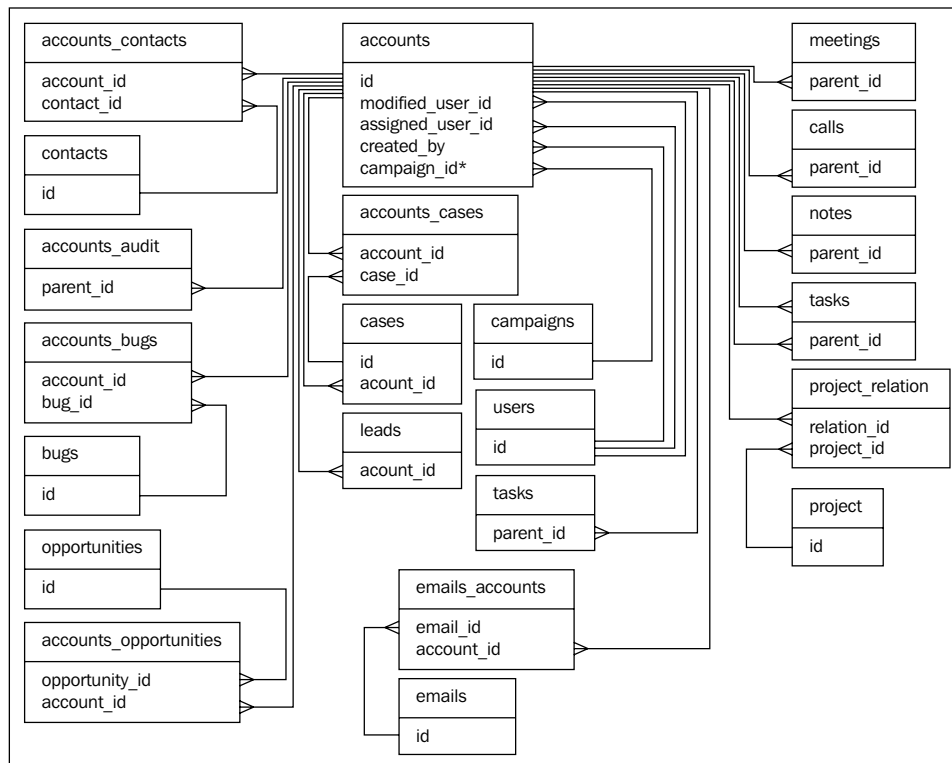 accounts_contacts
account_id
contact_id
contacts
id
accounts_audit
parent_id
accounts_bugs
account_id
bug_id
bugs
id
opportunities
id
accounts_opportunities
opportunity_id
account_id
accounts
id
modified_user_id
assigned_user_id
created_by
campaign_id*
accounts_cases
account_id
case_id
cases
id
acount_id
leads
acount_id
campaigns
id
users
id
tasks
parent_id
emails_accounts
email_id
account_id
emails
id
meetings
parent_id
calls
parent_id
notes
parent_id
tasks
parent_id
project_relation
relation_id
project_id
project
id